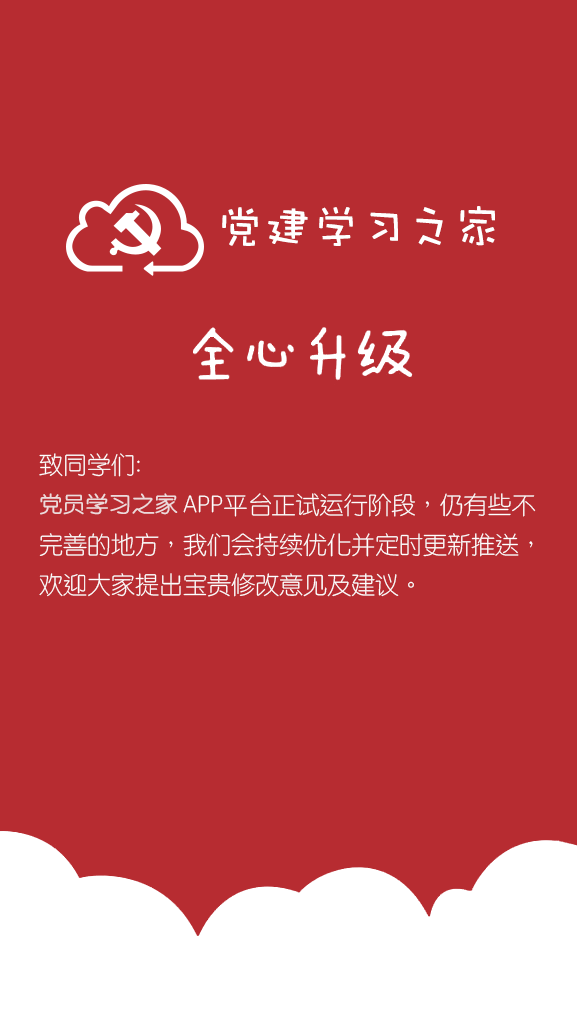 党建学习之家
全心升级
致同学们:
党员学习之家 APP平台正试运行阶段，仍有些不
完善的地方，我们会持续优化并定时更新推送，
欢迎大家提出宝贵修改意见及建议。